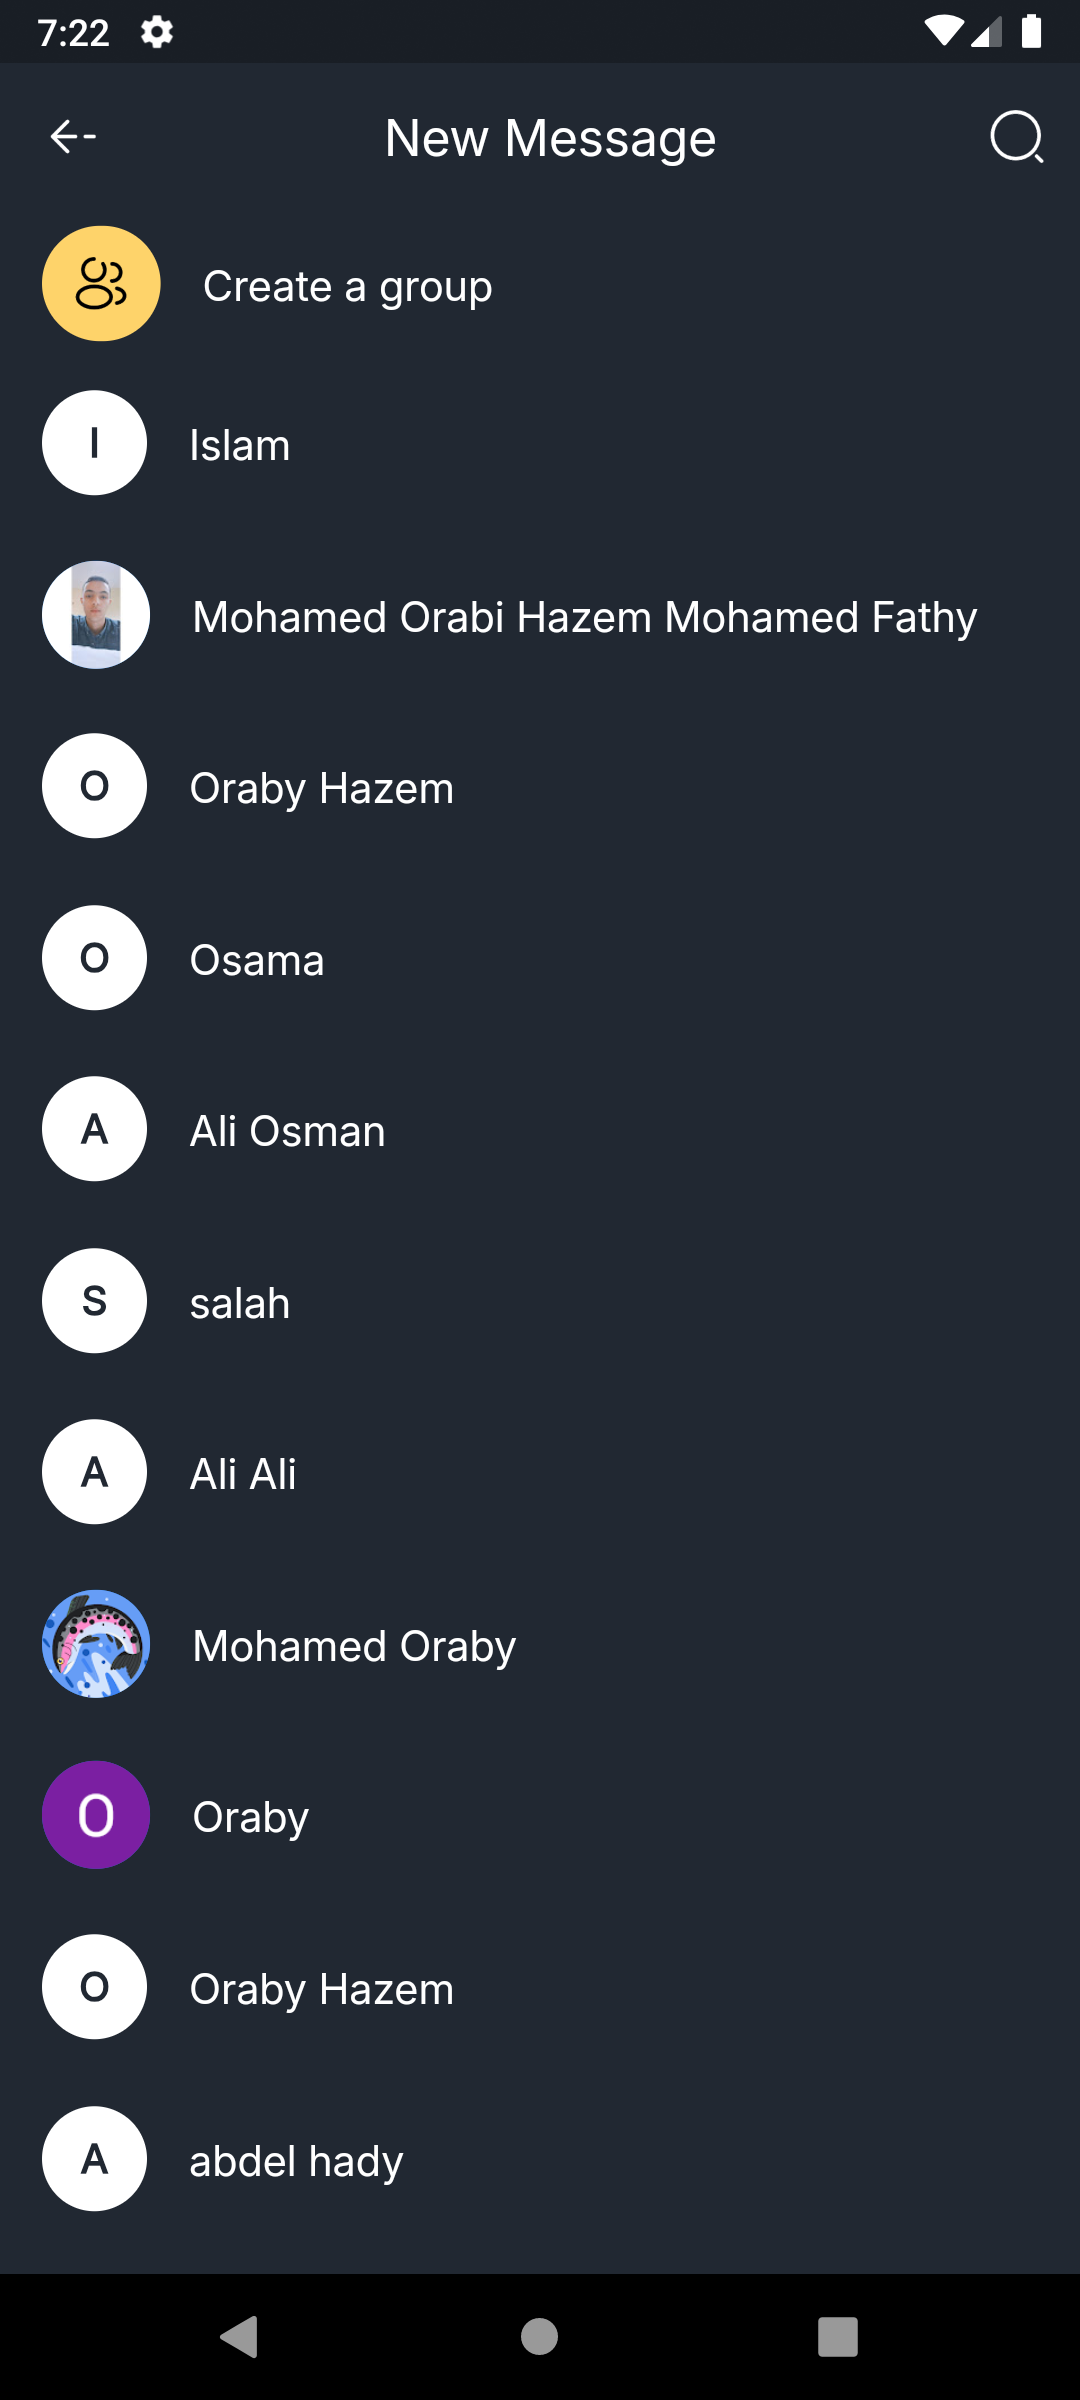 7:22
New Message
Create a group
I
Islam
Mohamed Orabi Hazem Mohamed Fathy
O
Oraby Hazem
O
Osama
A
Ali Osman
S
salah
A
Ali Ali
Mohamed Oraby
O
Oraby
O
Oraby Hazem
A
abdel hady